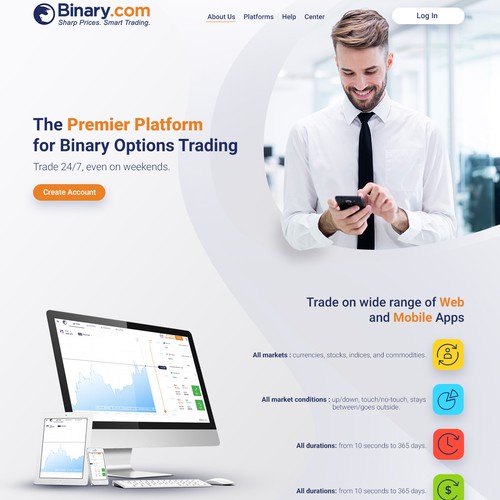 Binary.com
Sharp Prices. Smart Trading.
About Us Platforms Help Center
Log In
The Premier Platform
for Binary Options Trading
Trade 24/7, even on weekends.
Create Account
Trade on wide range of Web
and Mobile Apps
All markets : currencies, stocks, indices, and commodities.
All market conditions : up/down, touch/no-touch, stays
between/goes outside.
All durations: from 10 seconds to 365 days.
All durations: from 10 seconds to 365 days.
$